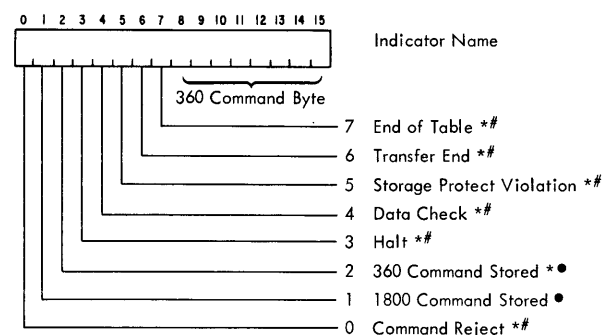 0 1 2 3 4 5 6 7 8 9 10 11 12 13 14 15
Indicator Name
360 Command Byte
7 End of Table *#
6 Transfer End *#
5 Storage Protect Violation *#
4 Data Check *#
3 Halt *#
2 360 Command Stored *●
1 1800 Command Stored ●
0 Command Reject *#